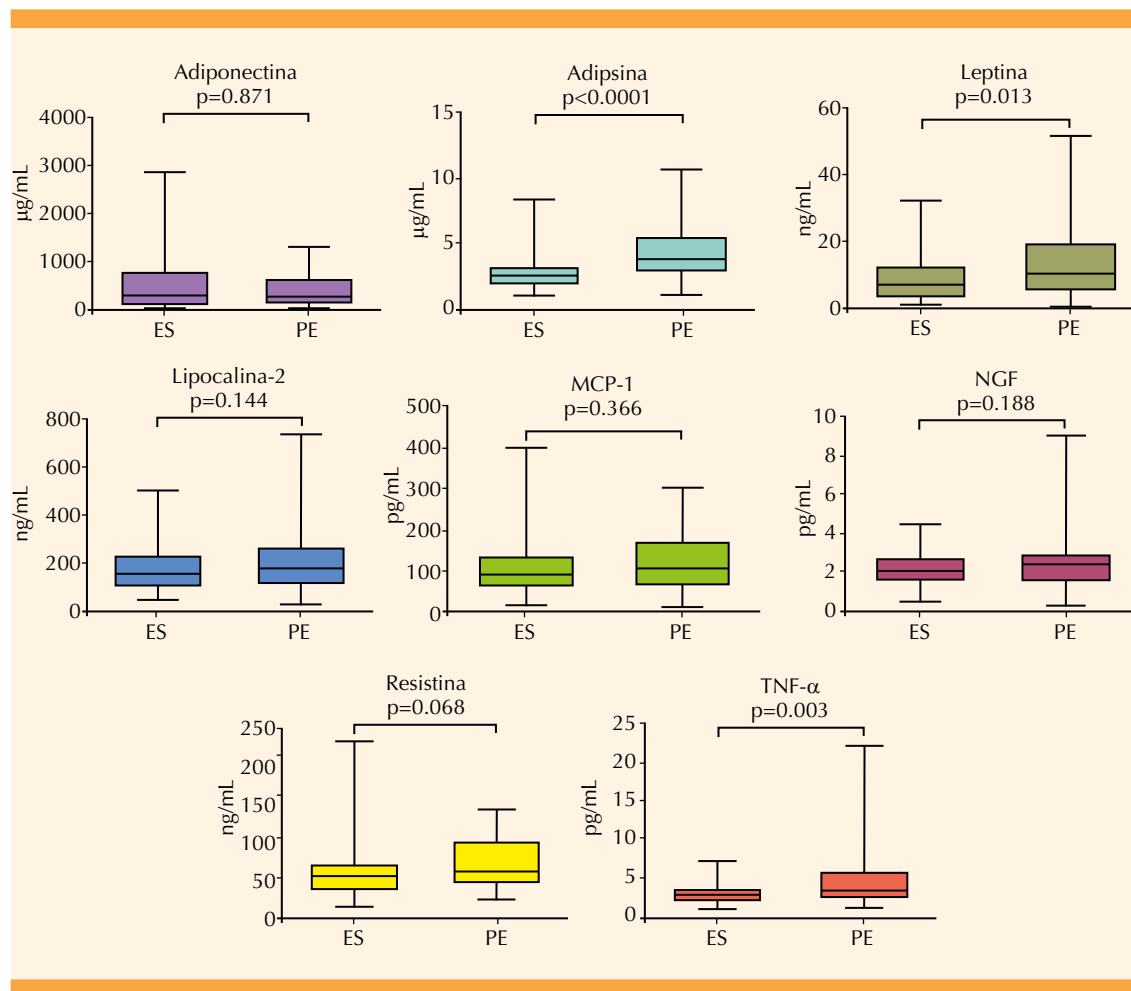 Adiponectina
p=0.871
4000
3000
2000
1000
0
µg/mL
ES
PE
Adipsina
p<0.0001
15
10
5
0
µg/mL
ES
PE
Leptina
p=0.013
60
40
20
0
ng/mL
ES
PE
Lipocalina-2
p=0.144
800
600
400
200
0
ng/mL
ES
PE
MCP-1
p=0.366
500
400
300
200
100
0
pg/mL
ES
PE
NGF
p=0.188
10
8
6
4
2
0
pg/mL
ES
PE
Resistina
p=0.068
250
200
150
100
50
0
ng/mL
ES
PE
TNF-α
p=0.003
25
20
15
10
5
0
pg/mL
ES
PE